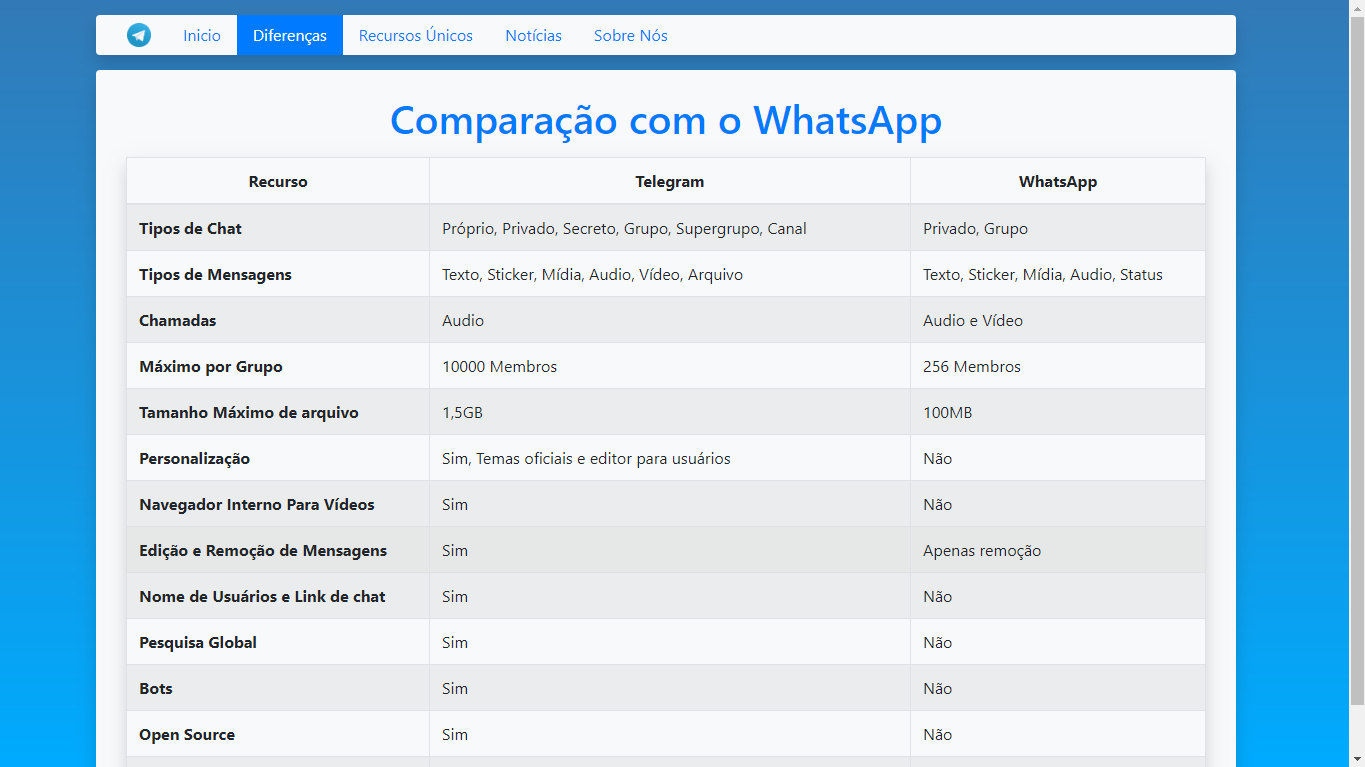 Inicio Diferenças Recursos Únicos Notícias Sobre Nós
Comparação com o WhatsApp
Recurso Telegram WhatsApp
Tipos de Chat Próprio, Privado, Secreto, Grupo, Supergrupo, Canal Privado, Grupo
Tipos de Mensagens Texto, Sticker, Mídia, Audio, Vídeo, Arquivo Texto, Sticker, Mídia, Audio, Status
Chamadas Audio Audio e Vídeo
Máximo por Grupo 10000 Membros 256 Membros
Tamanho Máximo de arquivo 1,5GB 100MB
Personalização Sim, Temas oficiais e editor para usuários Não
Navegador Interno Para Vídeos Sim Não
Edição e Remoção de Mensagens Sim Apenas remoção
Nome de Usuários e Link de chat Sim Não
Pesquisa Global Sim Não
Bots Sim Não
Open Source Sim Não